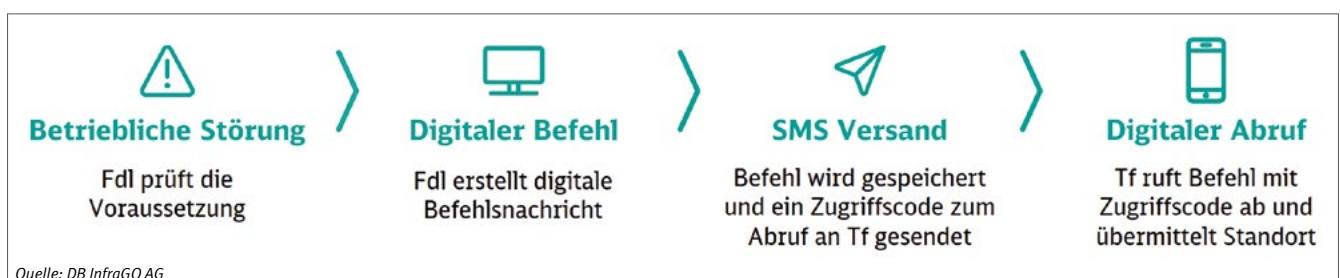 Betriebliche Störung
Fdl prüft die
Voraussetzung
Digitaler Befehl
Fdl erstellt digitale
Befehlsnachricht
SMS Versand
Befehl wird gespeichert
und ein Zugriffscode zum
Abruf an Tf gesendet
Digitaler Abruf
Tf ruft Befehl mit
Zugriffscode ab und
übermittelt Standort
Quelle: DB InfraGO AG